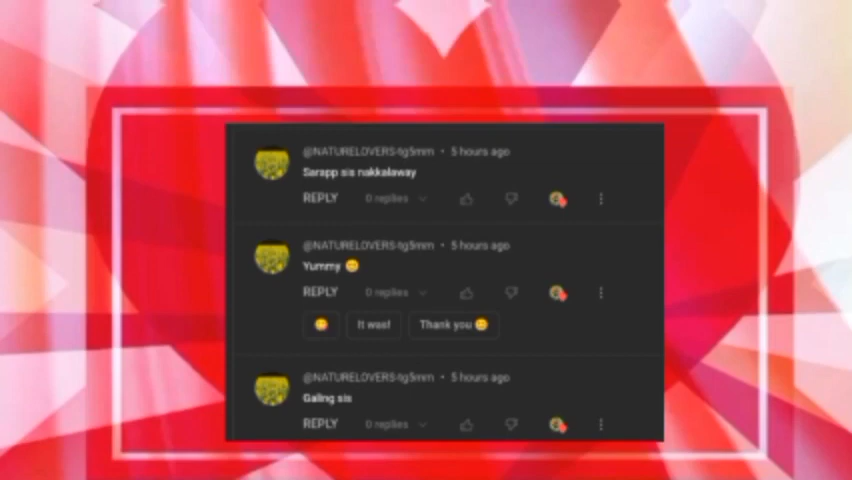 @NATURELOVERS-tg5mm • 5 hours ago
Sarapp sis nakkalaway
REPLY 0 replies
@NATURELOVERS-tg5mm • 5 hours ago
Yummy 😋
REPLY 0 replies
😋 It was! Thank you 😊
@NATURELOVERS-tg5mm • 5 hours ago
Galing sis
REPLY 0 replies